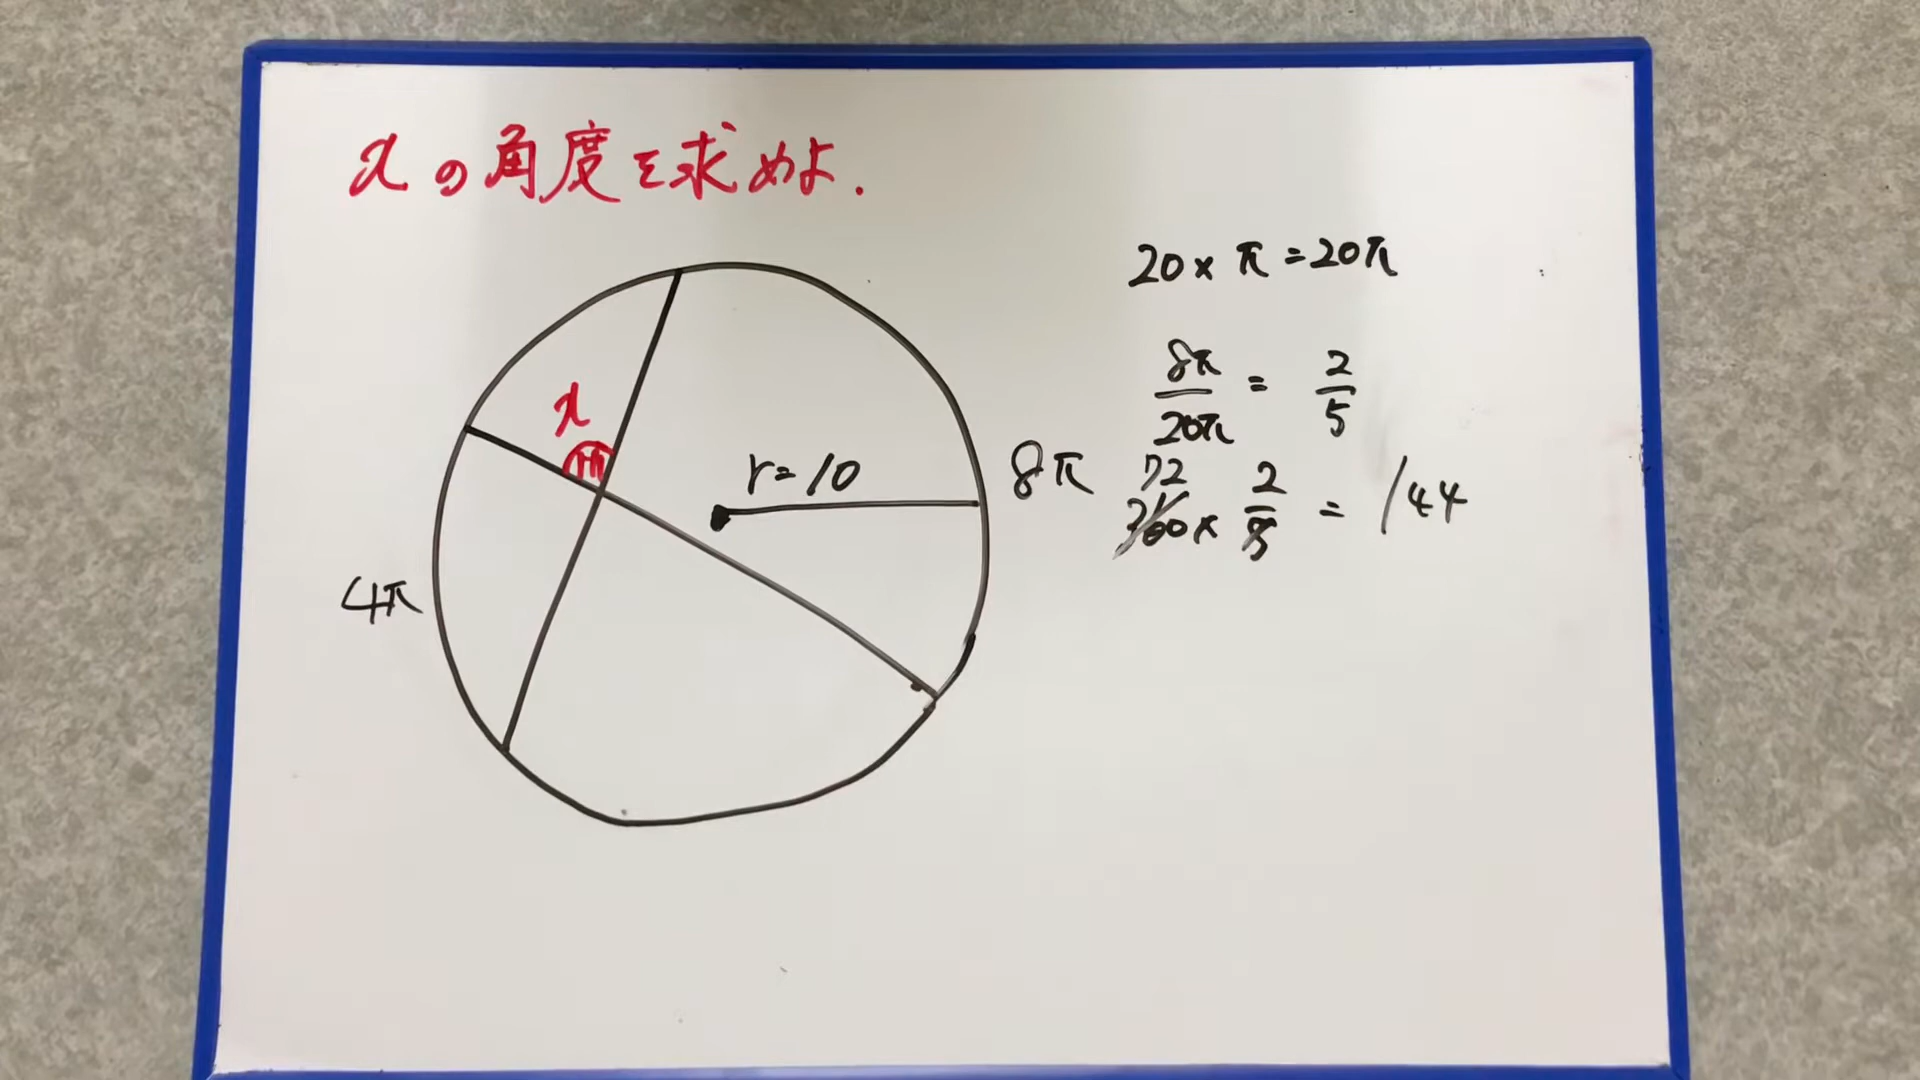 xの角度を求めよ.
20×π=20π
8π/20π = 2/5
72
360× 2/5 = 144
x
r=10
8π
4π